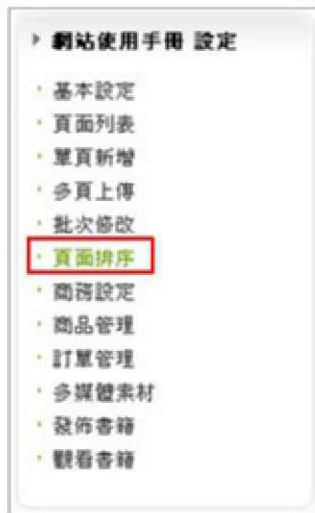 網站使用手冊 設定
基本設定
頁面列表
單頁新增
多頁上傳
批次修改
頁面排序
商務設定
商品管理
訂單管理
多媒體素材
發佈書籍
觀看書籍